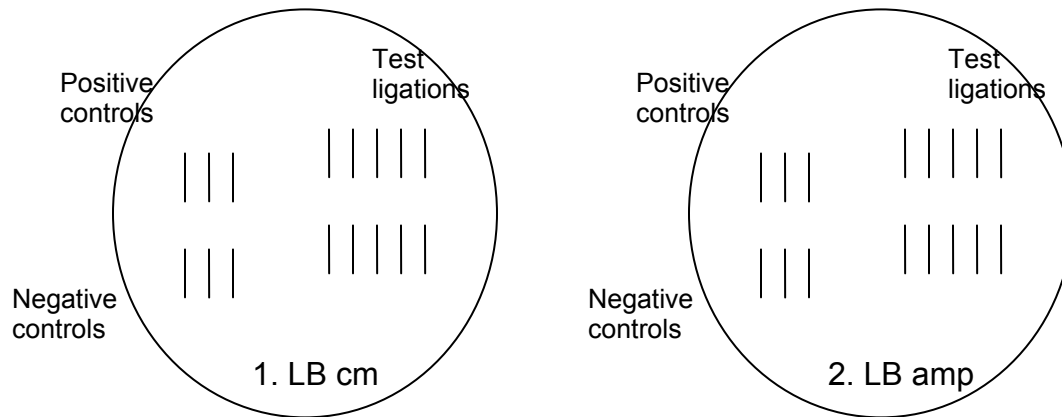 Positive
controls
Test
ligations
Negative
controls
1. LB cm
Positive
controls
Test
ligations
Negative
controls
2. LB amp